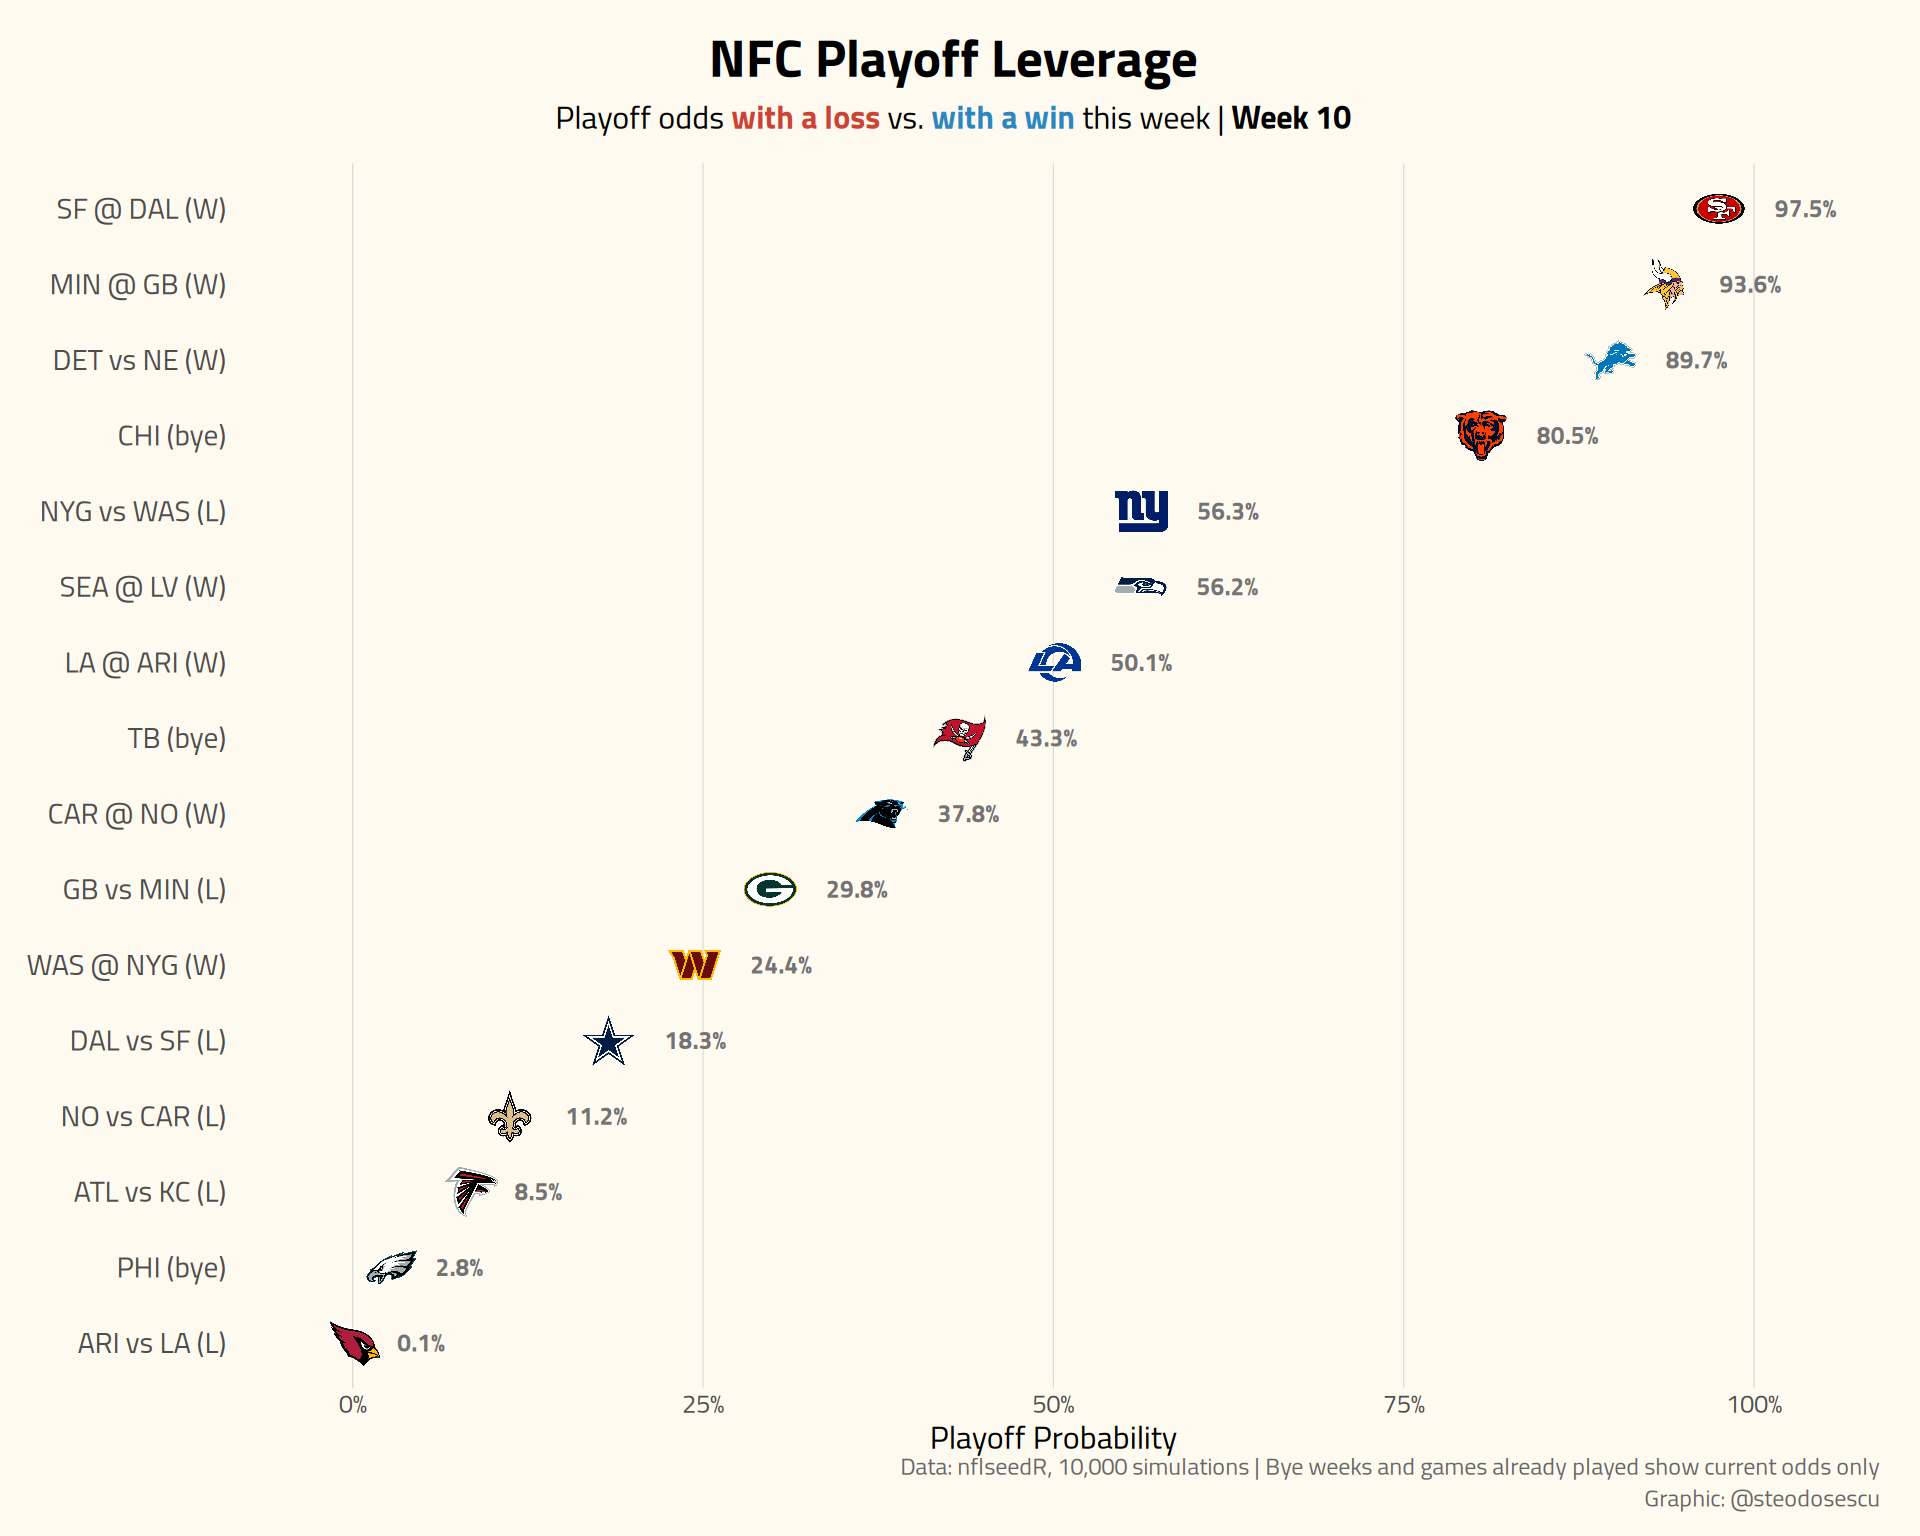 NFC Playoff Leverage
Playoff odds with a loss vs. with a win this week | Week 10
SF @ DAL (W) 97.5%
MIN @ GB (W) 93.6%
DET vs NE (W) 89.7%
CHI (bye) 80.5%
NYG vs WAS (L) ny 56.3%
SEA @ LV (W) 56.2%
LA @ ARI (W) LA 50.1%
TB (bye) 43.3%
CAR @ NO (W) 37.8%
GB vs MIN (L) G 29.8%
WAS @ NYG (W) W 24.4%
DAL vs SF (L) 18.3%
NO vs CAR (L) 11.2%
ATL vs KC (L) 8.5%
PHI (bye) 2.8%
ARI vs LA (L) 0.1%
0% 25% 50% 75% 100%
Playoff Probability
Data: nflseedR, 10,000 simulations | Bye weeks and games already played show current odds only
Graphic: @steodosescu